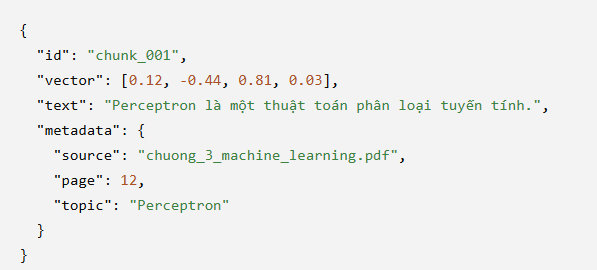 {
  "id": "chunk_001",
  "vector": [0.12, -0.44, 0.81, 0.03],
  "text": "Perceptron là một thuật toán phân loại tuyến tính.",
  "metadata": {
    "source": "chuong_3_machine_learning.pdf",
    "page": 12,
    "topic": "Perceptron"
  }
}